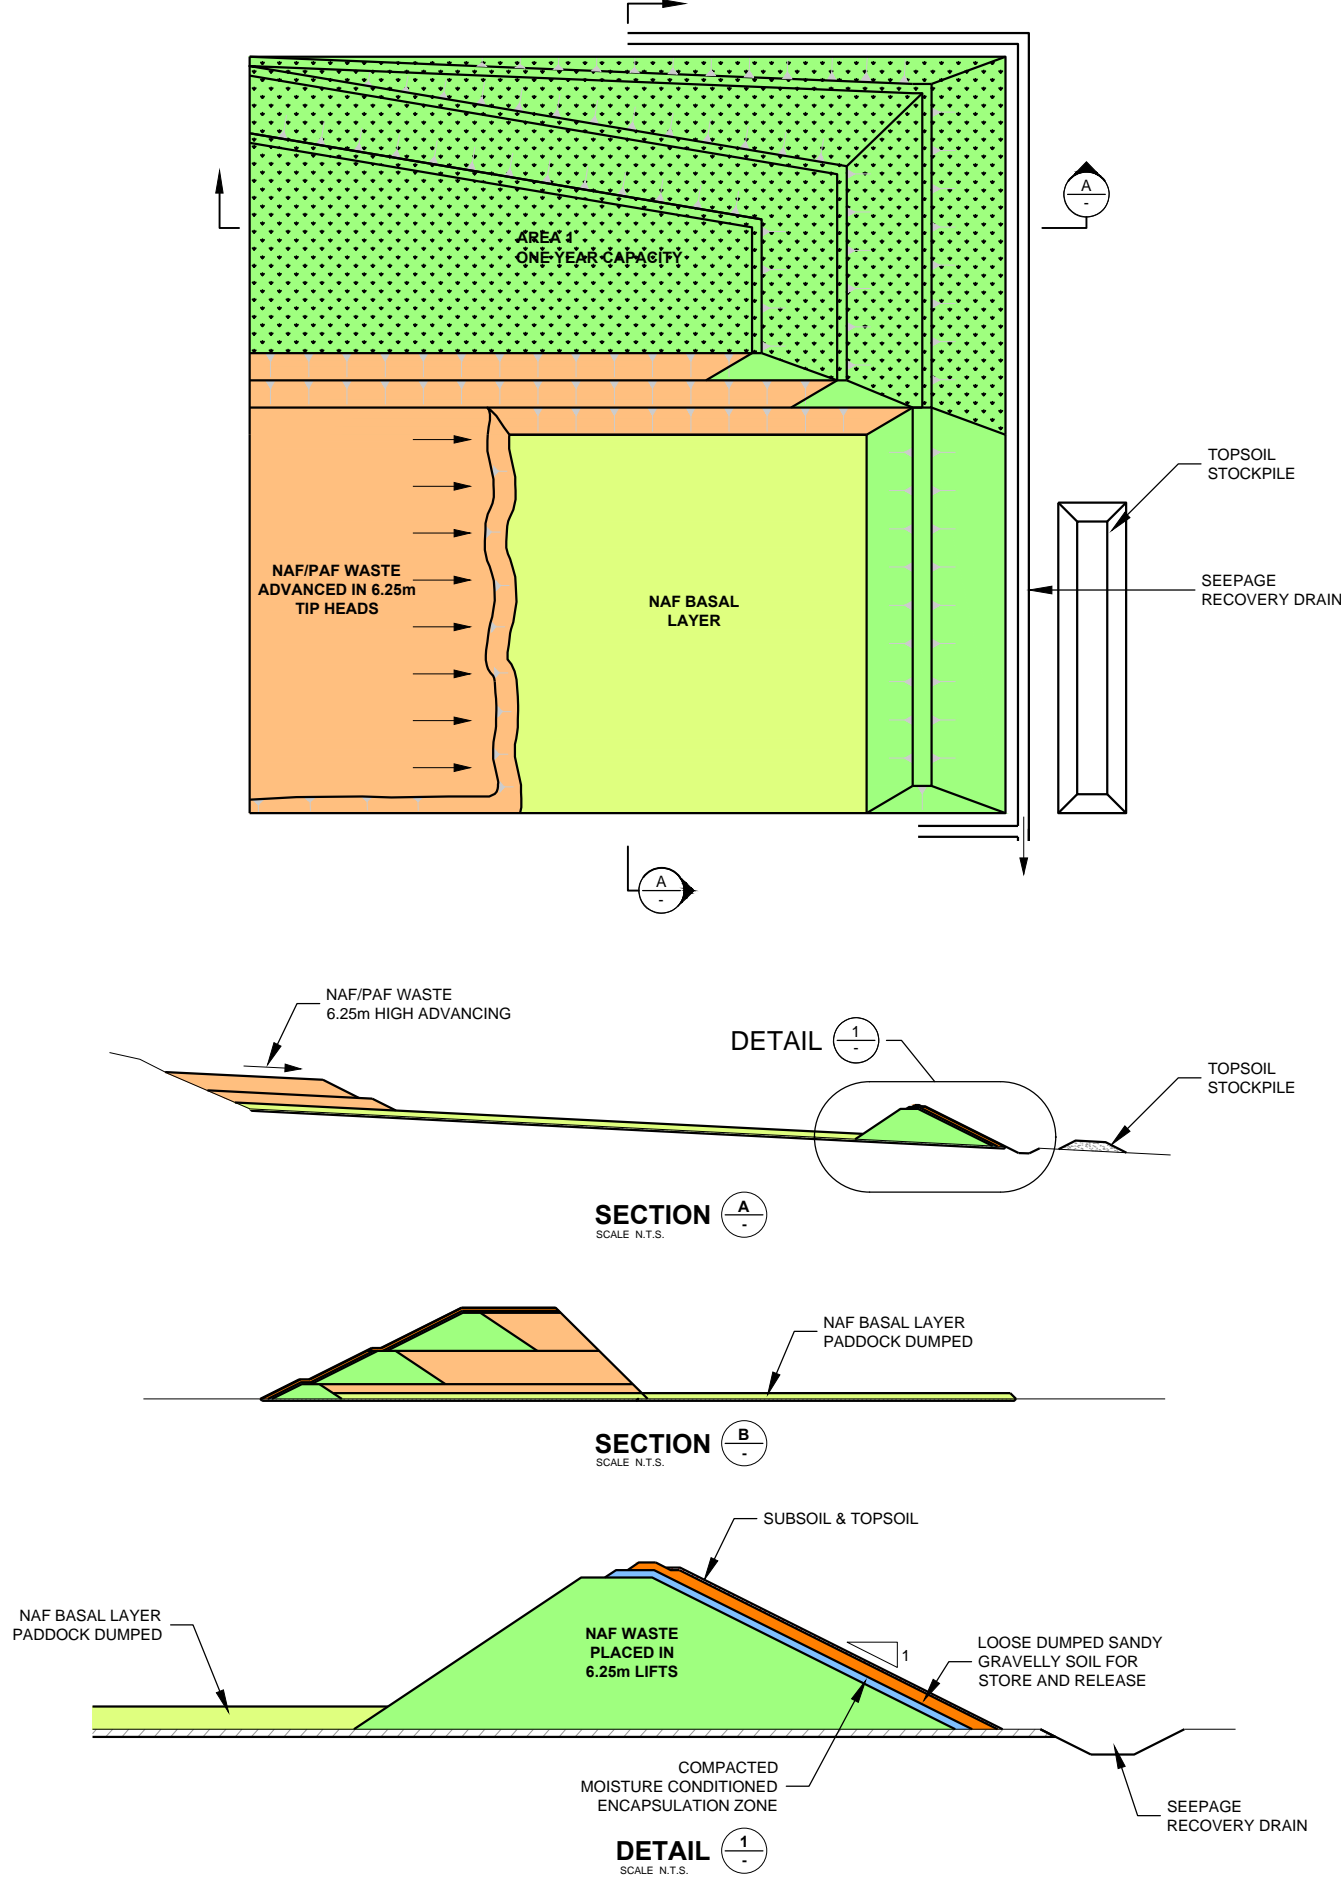 A
-
AREA 1
ONE YEAR CAPACITY
TOPSOIL
STOCKPILE
NAF/PAF WASTE
ADVANCED IN 6.25m
TIP HEADS
NAF BASAL
LAYER
SEEPAGE
RECOVERY DRAIN
A
-
NAF/PAF WASTE
6.25m HIGH ADVANCING
DETAIL 1
-
TOPSOIL
STOCKPILE
SECTION A
-
SCALE N.T.S.
NAF BASAL LAYER
PADDOCK DUMPED
SECTION B
-
SCALE N.T.S.
SUBSOIL & TOPSOIL
NAF BASAL LAYER
PADDOCK DUMPED
NAF WASTE
PLACED IN
6.25m LIFTS
1
LOOSE DUMPED SANDY
GRAVELLY SOIL FOR
STORE AND RELEASE
COMPACTED
MOISTURE CONDITIONED
ENCAPSULATION ZONE
SEEPAGE
RECOVERY DRAIN
DETAIL 1
-
SCALE N.T.S.